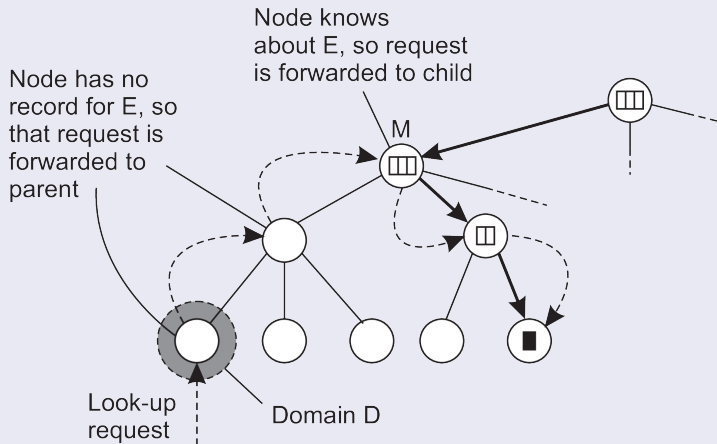 Node knows
about E, so request
is forwarded to child
Node has no
record for E, so
that request is
forwarded to
parent
M
Look-up
request
Domain D